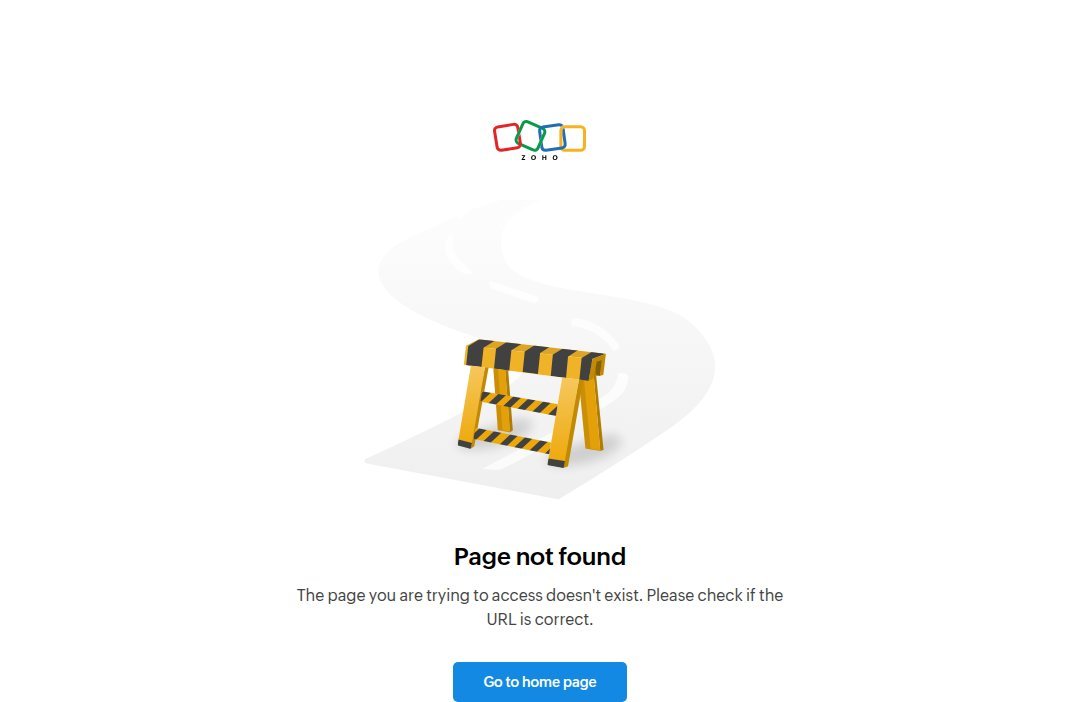 ZOHO
Page not found
The page you are trying to access doesn't exist. Please check if the
URL is correct.
Go to home page